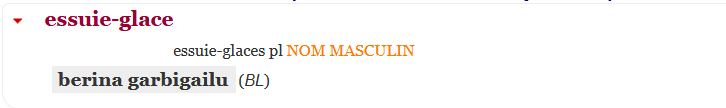 essuie-glace
essuie-glaces pl NOM MASCULIN
berina garbigailu (BL)